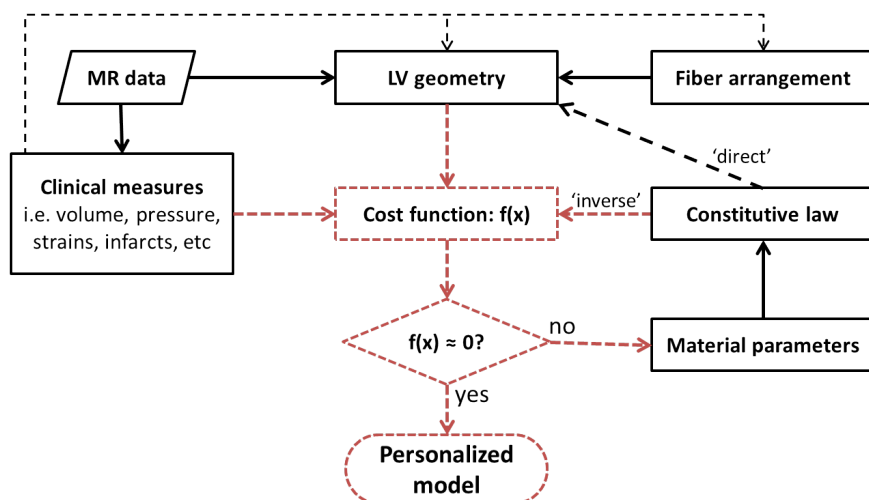 MR data
LV geometry
Fiber arrangement
'direct'
Clinical measures
i.e. volume, pressure,
strains, infarcts, etc
Cost function: f(x)
'inverse'
Constitutive law
f(x) ≈ 0?
no
Material parameters
yes
Personalized
model